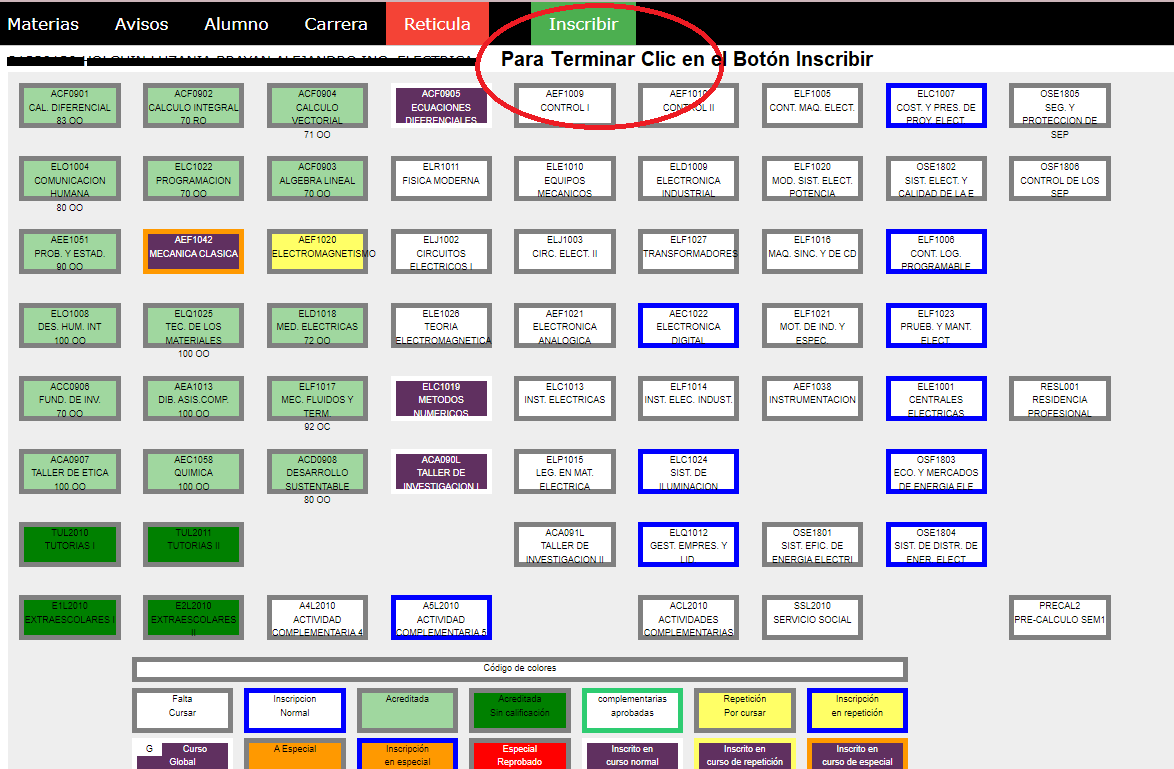 Materias Avisos Alumno Carrera Reticula Inscribir
Para Terminar Clic en el Botón Inscribir
ACF0901
CAL. DIFERENCIAL
83 OO
ACF0902
CALCULO INTEGRAL
70 RO
ACF0904
CALCULO
VECTORIAL
71 OO
ACF0905
ECUACIONES
DIFERENCIALES
AEF1009
CONTROL I
AEF1010
CONTROL II
ELF1005
CONT. MAQ. ELECT.
ELC1007
COST. Y PRES. DE
PROY. ELECT.
OSE1805
SEG. Y
PROTECCION DE
SEP
ELO1004
COMUNICACION
HUMANA
80 OO
ELC1022
PROGRAMACION
70 OO
ACF0903
ALGEBRA LINEAL
70 OO
ELR1011
FISICA MODERNA
ELE1010
EQUIPOS
MECANICOS
ELD1009
ELECTRONICA
INDUSTRIAL
ELF1020
MOD. SIST. ELECT.
POTENCIA
OSE1802
SIST. ELECT. Y
CALIDAD DE LA E
OSF1806
CONTROL DE LOS
SEP
AEE1051
PROB. Y ESTAD.
90 OO
AEF1042
MECANICA CLASICA
AEF1020
ELECTROMAGNETISMO
ELJ1002
CIRCUITOS
ELECTRICOS I
ELJ1003
CIRC. ELECT. II
ELF1027
TRANSFORMADORES
ELF1016
MAQ. SINC. Y DE CD
ELF1006
CONT. LOG.
PROGRAMABLE
ELO1008
DES. HUM. INT
100 OO
ELQ1025
TEC. DE LOS
MATERIALES
100 OO
ELD1018
MED. ELECTRICAS
72 OO
ELE1026
TEORIA
ELECTROMAGNETICA
AEF1021
ELECTRONICA
ANALOGICA
AEC1022
ELECTRONICA
DIGITAL
ELF1021
MOT. DE IND. Y
ESPEC.
ELF1023
PRUEB. Y MANT.
ELECT.
ACC0906
FUND. DE INV.
70 OO
AEA1013
DIB. ASIS.COMP.
100 OO
ELF1017
MEC. FLUIDOS Y
TERM.
92 OC
ELC1019
METODOS
NUMERICOS
ELC1013
INST. ELECTRICAS
ELF1014
INST. ELEC. INDUST.
AEF1038
INSTRUMENTACION
ELE1001
CENTRALES
ELECTRICAS
RESL001
RESIDENCIA
PROFESIONAL
ACA0907
TALLER DE ETICA
100 OO
AEC1058
QUIMICA
100 OO
ACD0908
DESARROLLO
SUSTENTABLE
80 OO
ACA090L
TALLER DE
INVESTIGACION I
ELP1015
LEG. EN MAT.
ELECTRICA
ELC1024
SIST. DE
ILUMINACION
OSF1803
ECO. Y MERCADOS
DE ENERGIA ELE
TUL2010
TUTORIAS I
TUL2011
TUTORIAS II
ACA091L
TALLER DE
INVESTIGACION II
ELQ1012
GEST. EMPRES. Y
LID.
OSE1801
SIST. EFIC. DE
ENERGIA ELECTRI
OSE1804
SIST. DE DISTR. DE
ENER. ELECT.
E1L2010
EXTRAESCOLARES I
E2L2010
EXTRAESCOLARES
II
A4L2010
ACTIVIDAD
COMPLEMENTARIA 4
A5L2010
ACTIVIDAD
COMPLEMENTARIA 5
ACL2010
ACTIVIDADES
COMPLEMENTARIAS
SSL2010
SERVICIO SOCIAL
PRECAL2
PRE-CALCULO SEM1
Código de colores
Falta
Cursar
Inscripcion
Normal
Acreditada
Acreditada
Sin calificación
complementarias
aprobadas
Repetición
Por cursar
Inscripción
en repetición
G Curso
Global
A Especial
Inscripción
en especial
Especial
Reprobado
Inscrito en
curso normal
Inscrito en
curso de repetición
Inscrito en
curso de especial